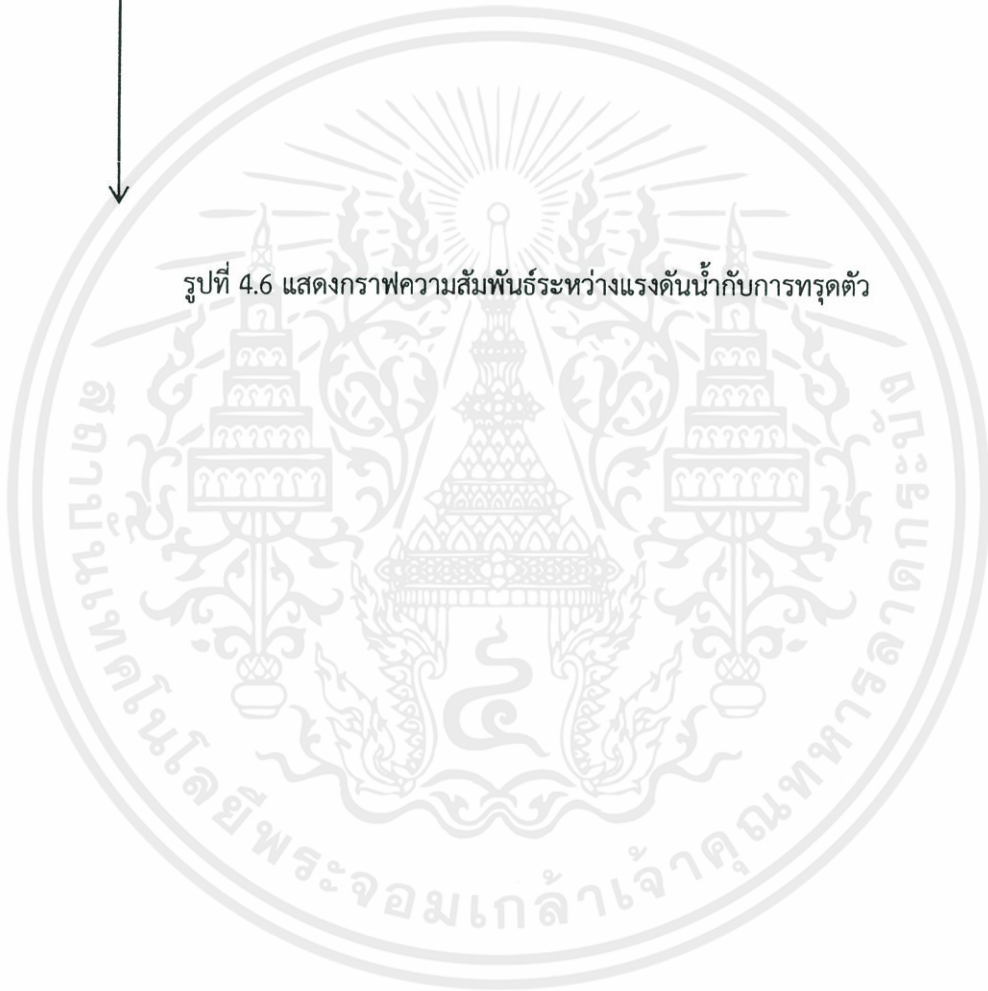 รูปที่ 4.6 แสดงกราฟความสัมพันธ์ระหว่างแรงดันน้ำกับการทรุดตัว
สถาบันเทคโนโลยีพระจอมเกล้าเจ้าคุณทหารลาดกระบัง